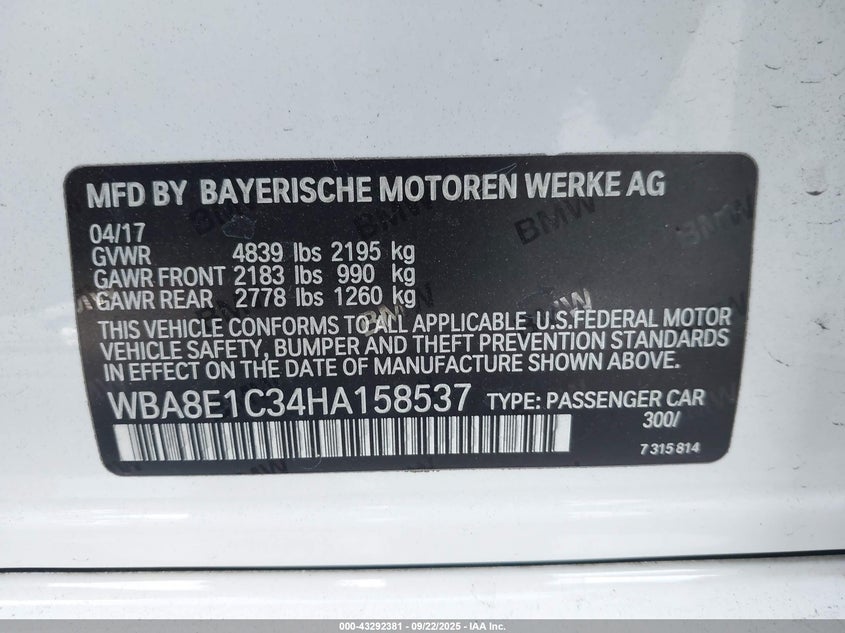 MFD BY BAYERISCHE MOTOREN WERKE AG
04/17
GVWR 4839 lbs 2195 kg
GAWR FRONT 2183 lbs 990 kg
GAWR REAR 2778 lbs 1260 kg
THIS VEHICLE CONFORMS TO ALL APPLICABLE U.S.FEDERAL MOTOR
VEHICLE SAFETY, BUMPER AND THEFT PREVENTION STANDARDS
IN EFFECT ON THE DATE OF MANUFACTURE SHOWN ABOVE.
WBA8E1C34HA158537 TYPE: PASSENGER CAR
300/
7 315 814
000-43292381 - 09/22/2025 - IAA Inc.